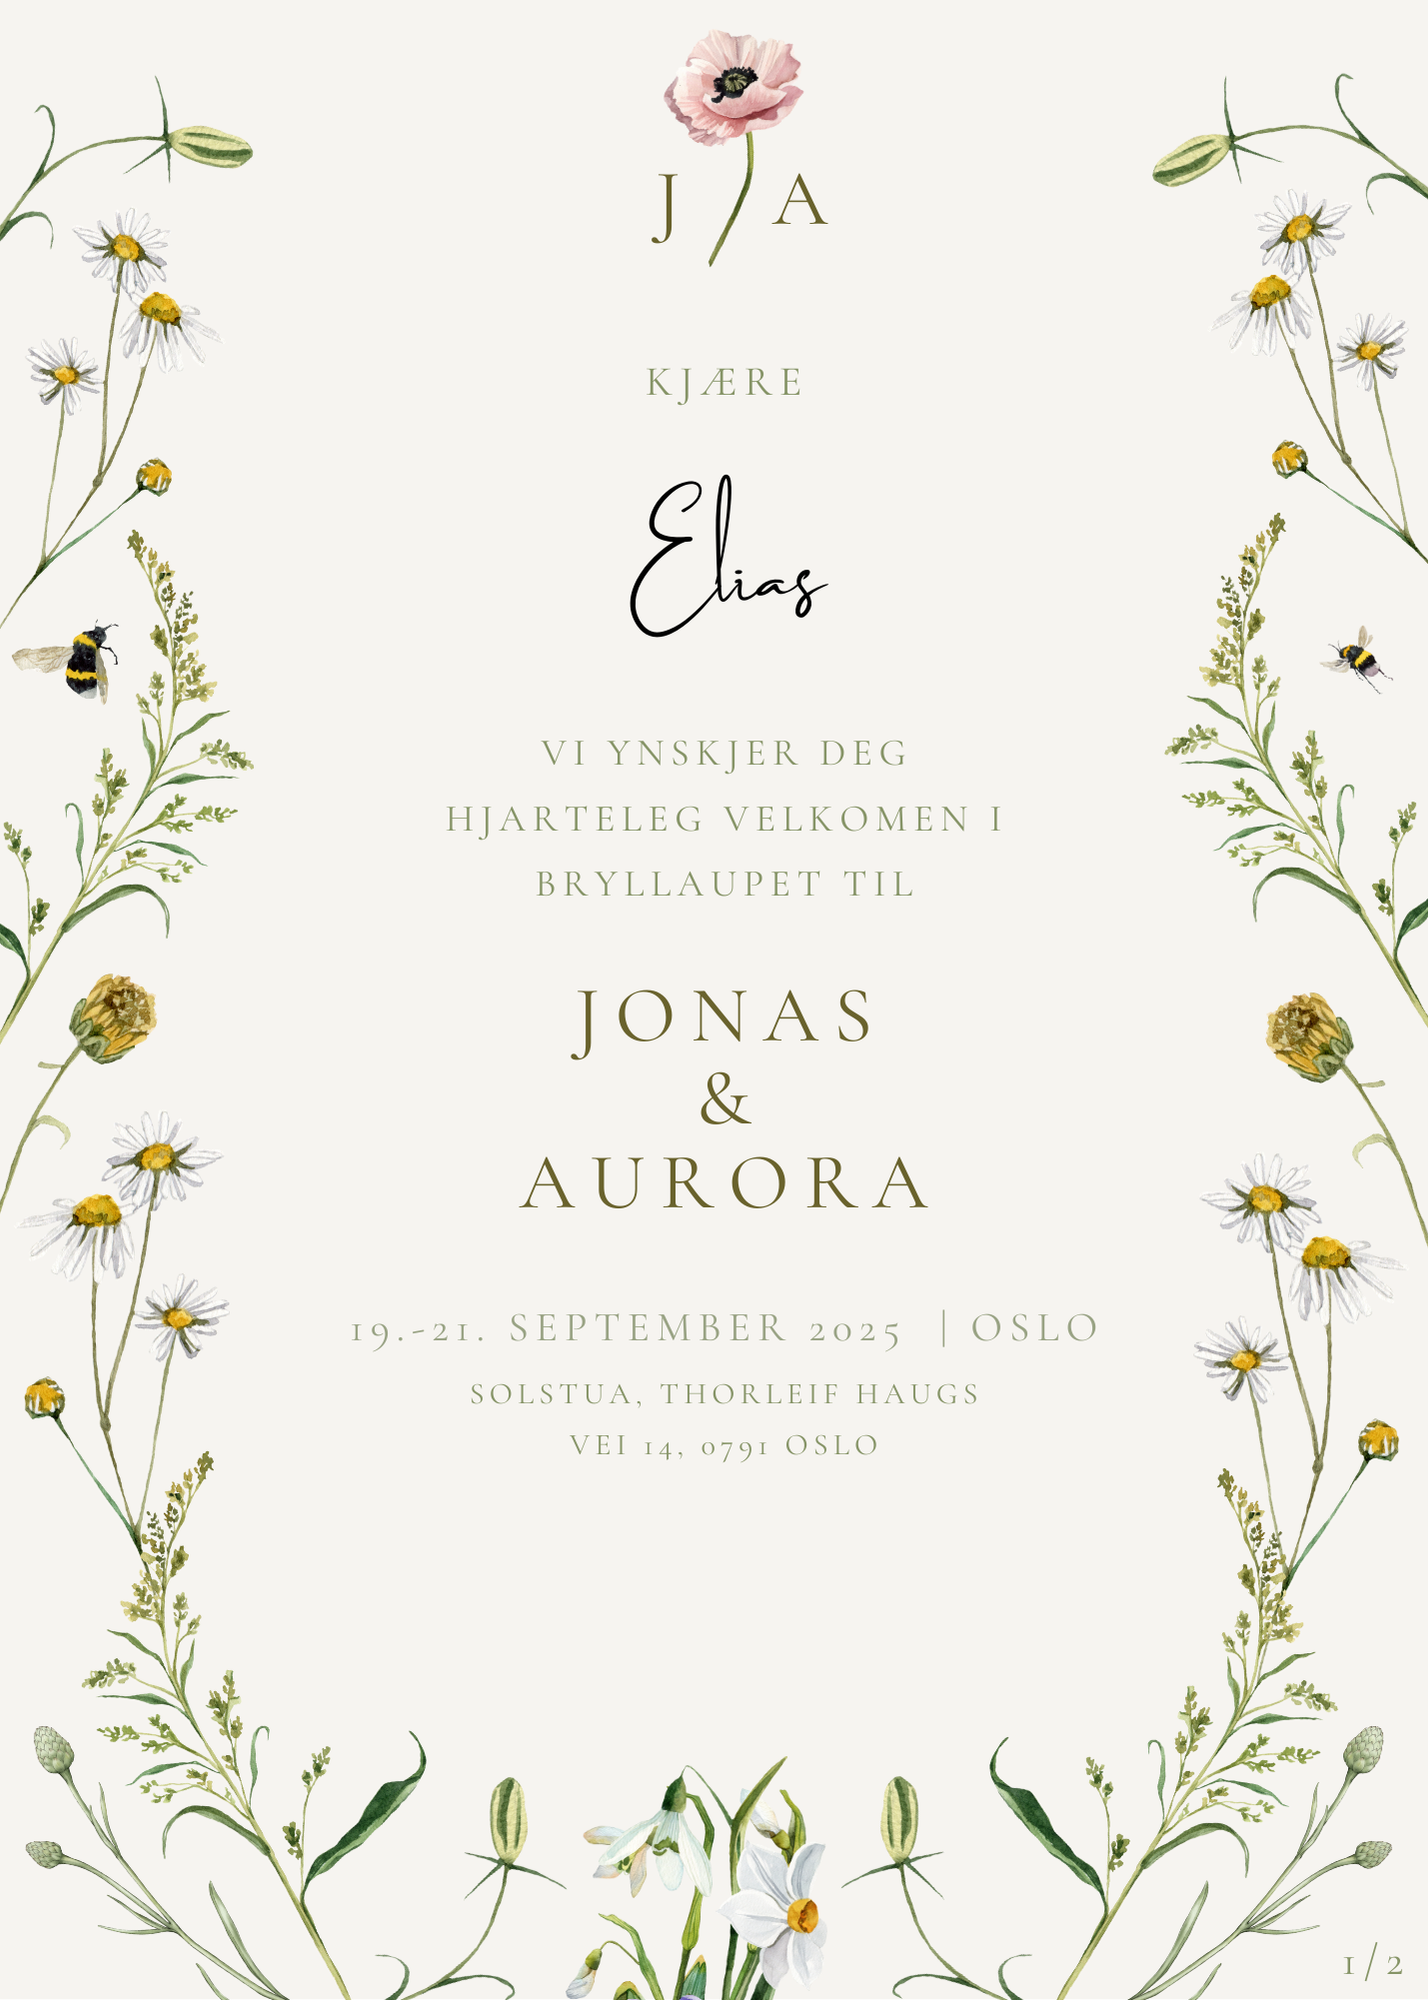 J A
KJÆRE
Elias
VI YNSKJER DEG
HJARTELEG VELKOMEN I
BRYLLAUPET TIL
JONAS
&
AURORA
19.-21. SEPTEMBER 2025 | OSLO
SOLSTUA, THORLEIF HAUGS
VEI 14, 0791 OSLO
1/2